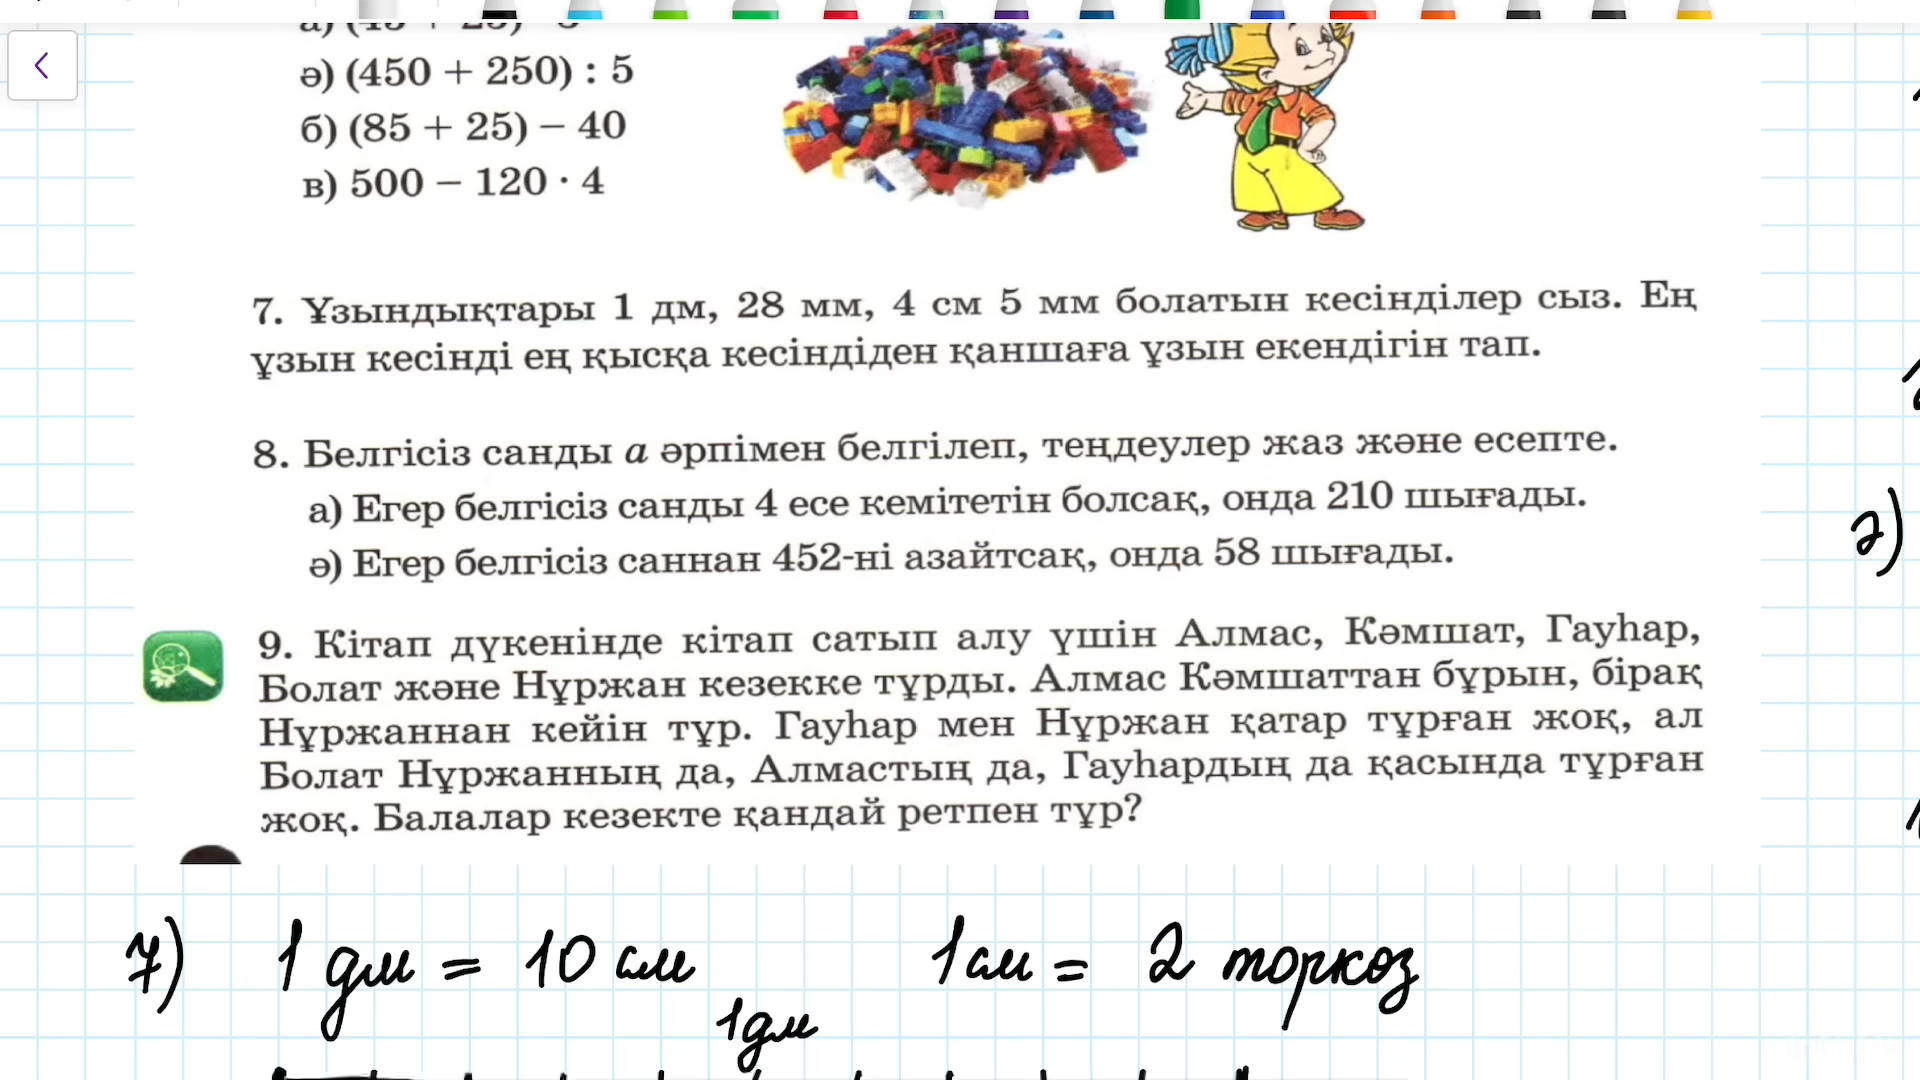 ә) (450 + 250) : 5
б) (85 + 25) – 40
в) 500 – 120 · 4
7. Ұзындықтары 1 дм, 28 мм, 4 см 5 мм болатын кесінділер сыз. Ең
ұзын кесінді ең қысқа кесіндіден қаншаға ұзын екендігін тап.
8. Белгісіз санды а әрпімен белгілеп, теңдеулер жаз және есепте.
а) Егер белгісіз санды 4 есе кемітетін болсақ, онда 210 шығады.
ә) Егер белгісіз саннан 452-ні азайтсақ, онда 58 шығады.
9. Кітап дүкенінде кітап сатып алу үшін Алмас, Кәмшат, Гауһар,
Болат және Нұржан кезекке тұрды. Алмас Кәмшаттан бұрын, бірақ
Нұржаннан кейін тұр. Гауһар мен Нұржан қатар тұрған жоқ, ал
Болат Нұржанның да, Алмастың да, Гауһардың да қасында тұрған
жоқ. Балалар кезекте қандай ретпен тұр?
ә)
7) 1 дм = 10 см 1см = 2 торкөз
1дм